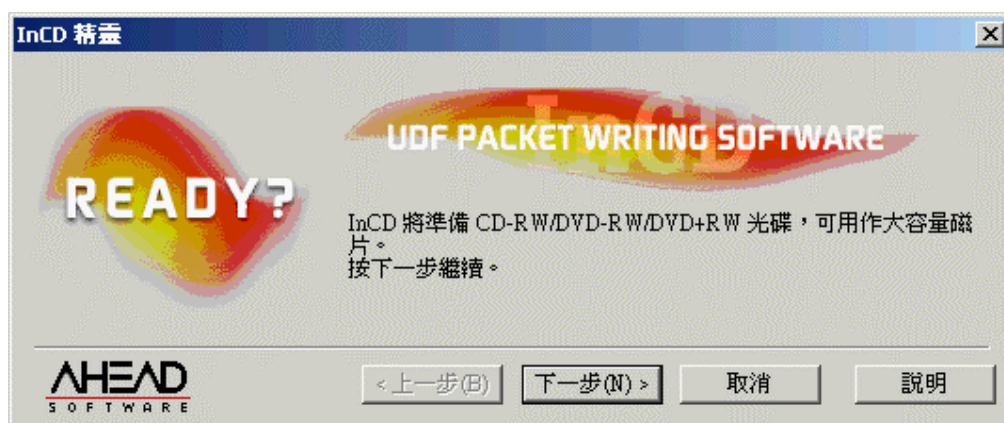 InCD 精靈
READY?
InCD
UDF PACKET WRITING SOFTWARE
InCD 將準備 CD-RW/DVD-RW/DVD+RW 光碟，可用作大容量磁
片。
按下一步繼續。
AHEAD
SOFTWARE
<上一步(B)
下一步(N) >
取消
說明